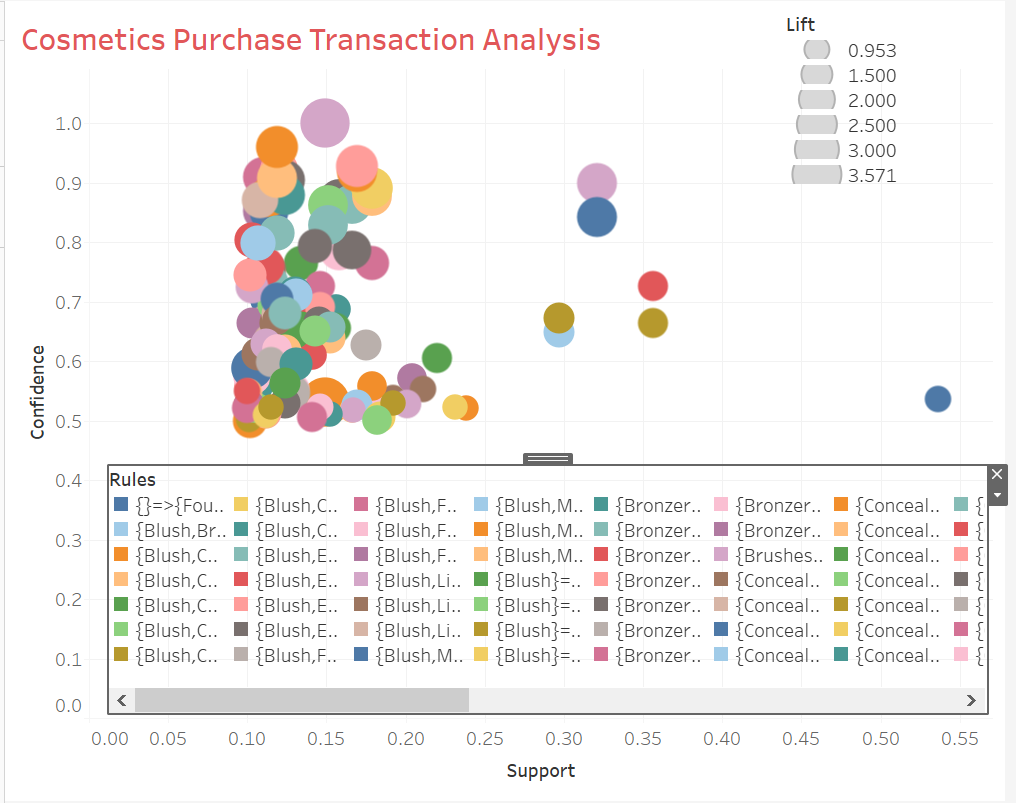 Cosmetics Purchase Transaction Analysis
Lift
0.953
1.500
2.000
2.500
3.000
3.571
1.0
0.9
0.8
0.7
0.6
0.5
0.4
0.3
0.2
0.1
0.0
Confidence
Rules
{}=>{Fou.. {Blush,C.. {Blush,F.. {Blush,M.. {Bronzer.. {Bronzer.. {Conceal.. {
{Blush,Br.. {Blush,C.. {Blush,F.. {Blush,M.. {Bronzer.. {Bronzer.. {Conceal.. {
{Blush,C.. {Blush,E.. {Blush,F.. {Blush,M.. {Bronzer.. {Brushes.. {Conceal.. {
{Blush,C.. {Blush,E.. {Blush,Li.. {Blush}=.. {Bronzer.. {Conceal.. {Conceal.. {
{Blush,C.. {Blush,E.. {Blush,Li.. {Blush}=.. {Bronzer.. {Conceal.. {Conceal.. {
{Blush,C.. {Blush,E.. {Blush,Li.. {Blush}=.. {Bronzer.. {Conceal.. {Conceal.. {
{Blush,C.. {Blush,F.. {Blush,M.. {Blush}=.. {Bronzer.. {Conceal.. {Conceal.. {
0.00 0.05 0.10 0.15 0.20 0.25 0.30 0.35 0.40 0.45 0.50 0.55
Support